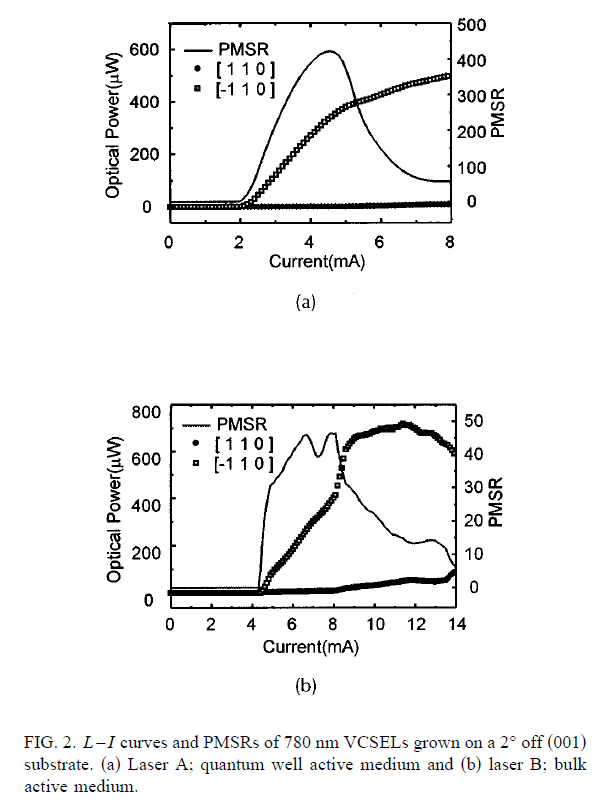 600
400
200
0
Optical Power(μW)
PMSR
[ 1 1 0 ]
[-1 1 0 ]
500
400
300
200
100
0
PMSR
0 2 4 6 8
Current(mA)
(a)
800
600
400
200
0
Optical Power(μW)
PMSR
[ 1 1 0 ]
[-1 1 0 ]
50
40
30
20
10
0
PMSR
0 2 4 6 8 10 12 14
Current(mA)
(b)
FIG. 2. L–I curves and PMSRs of 780 nm VCSELs grown on a 2° off (001)
substrate. (a) Laser A; quantum well active medium and (b) laser B; bulk
active medium.